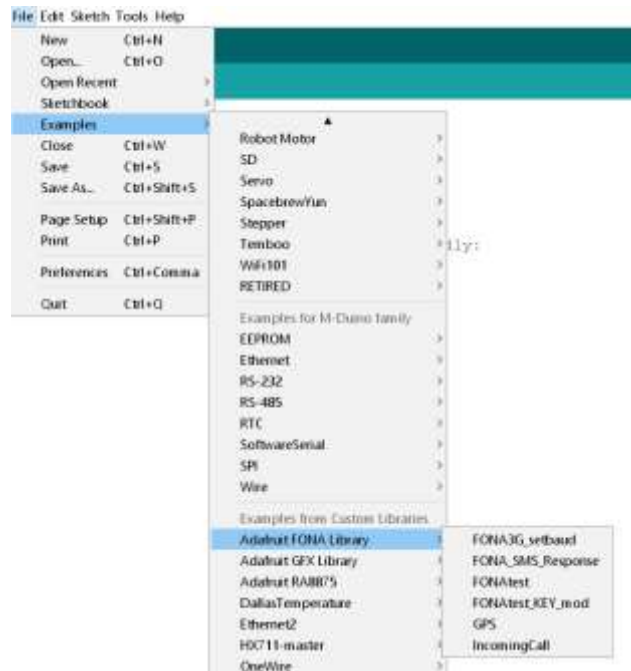 File Edit Sketch Tools Help
New Ctrl+N
Open... Ctrl+O
Open Recent
Sketchbook
Examples
Close Ctrl+W
Save Ctrl+S
Save As... Ctrl+Shift+S
Page Setup Ctrl+Shift+P
Print Ctrl+P
Preferences Ctrl+Comma
Quit Ctrl+Q
Robot Motor
SD
Servo
SpacebrewYun
Stepper
Temboo
WiFi101
RETIRED
Examples for M-Duino family
EEPROM
Ethernet
RS-232
RS-485
RTC
SoftwareSerial
SPI
Wire
Examples from Custom Libraries
Adafruit FONA Library
Adafruit GFX Library
Adafruit RA8875
DallasTemperature
Ethernet2
HX711-master
OneWire
FONA3G_setbaud
FONA_SMS_Response
FONAtest
FONAtest_KEY_mod
GPS
IncomingCall
ily: